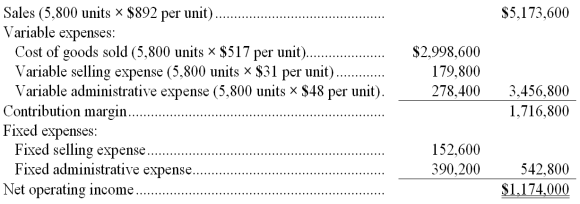 Sales (5,800 units × $892 per unit) ........ $5,173,600
Variable expenses:
Cost of goods sold (5,800 units × $517 per unit)........ $2,998,600
Variable selling expense (5,800 units × $31 per unit)........ 179,800
Variable administrative expense (5,800 units × $48 per unit). 278,400 3,456,800
Contribution margin........ 1,716,800
Fixed expenses:
Fixed selling expense........ 152,600
Fixed administrative expense........ 390,200 542,800
Net operating income........ $1,174,000